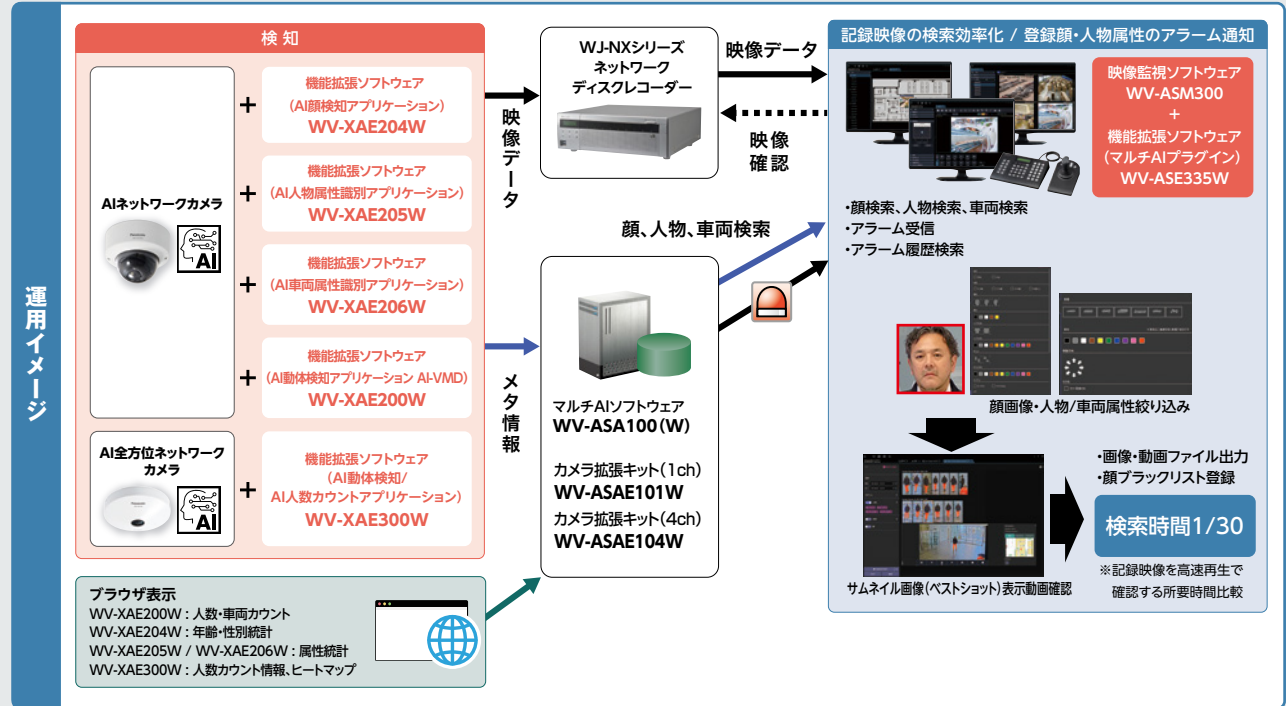 運用イメージ
検 知
AIネットワークカメラ
AI
+
機能拡張ソフトウェア
(AI顔検知アプリケーション)
WV-XAE204W
+
機能拡張ソフトウェア
(AI人物属性識別アプリケーション)
WV-XAE205W
+
機能拡張ソフトウェア
(AI車両属性識別アプリケーション)
WV-XAE206W
+
機能拡張ソフトウェア
(AI動体検知アプリケーション AI-VMD)
WV-XAE200W
AI全方位ネットワーク
カメラ
AI
+
機能拡張ソフトウェア
(AI動体検知/
AI人数カウントアプリケーション)
WV-XAE300W
ブラウザ表示
WV-XAE200W : 人数・車両カウント
WV-XAE204W : 年齢・性別統計
WV-XAE205W / WV-XAE206W : 属性統計
WV-XAE300W : 人数カウント情報、ヒートマップ
映像データ
メタ情報
WJ-NXシリーズ
ネットワーク
ディスクレコーダー
映像データ
映像
確認
顔、人物、車両検索
マルチAIソフトウェア
WV-ASA100(W)
カメラ拡張キット(1ch)
WV-ASAE101W
カメラ拡張キット(4ch)
WV-ASAE104W
記録映像の検索効率化 / 登録顔・人物属性のアラーム通知
映像監視ソフトウェア
WV-ASM300
+
機能拡張ソフトウェア
(マルチAIプラグイン)
WV-ASE335W
・顔検索、人物検索、車両検索
・アラーム受信
・アラーム履歴検索
顔画像・人物/車両属性絞り込み
サムネイル画像(ベストショット)表示動画確認
・画像・動画ファイル出力
・顔ブラックリスト登録
検索時間1/30
※記録映像を高速再生で
確認する所要時間比較